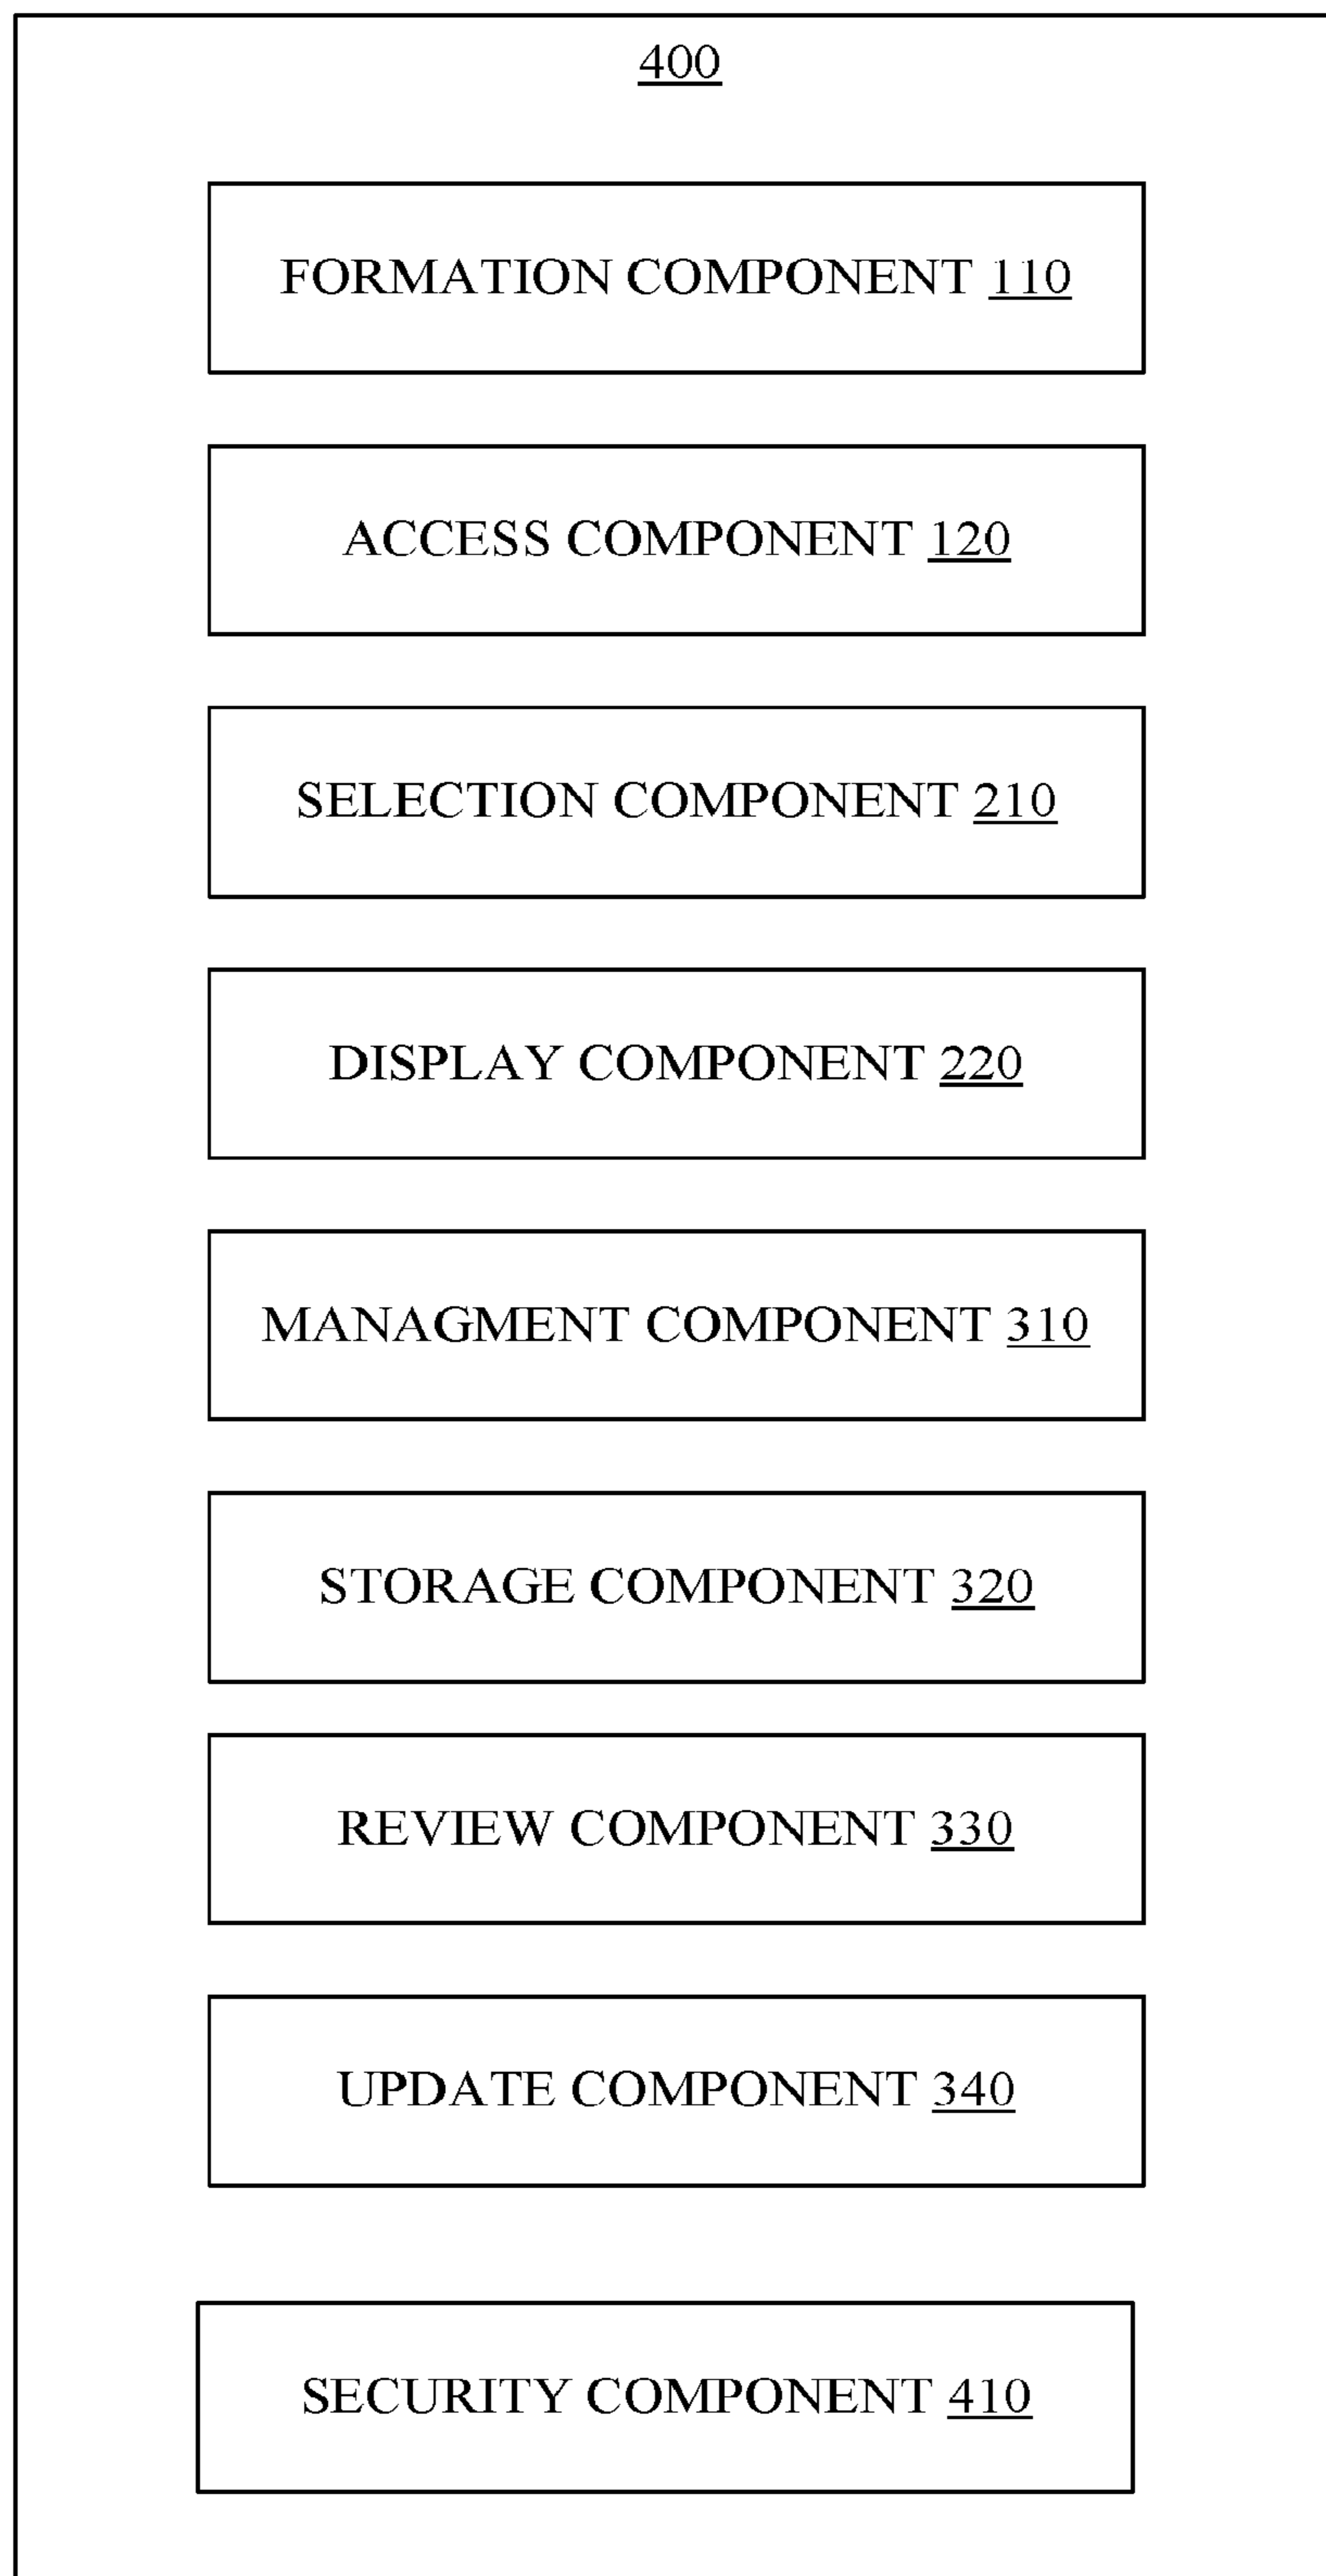 400
FORMATION COMPONENT 110
ACCESS COMPONENT 120
SELECTION COMPONENT 210
DISPLAY COMPONENT 220
MANAGMENT COMPONENT 310
STORAGE COMPONENT 320
REVIEW COMPONENT 330
UPDATE COMPONENT 340
SECURITY COMPONENT 410